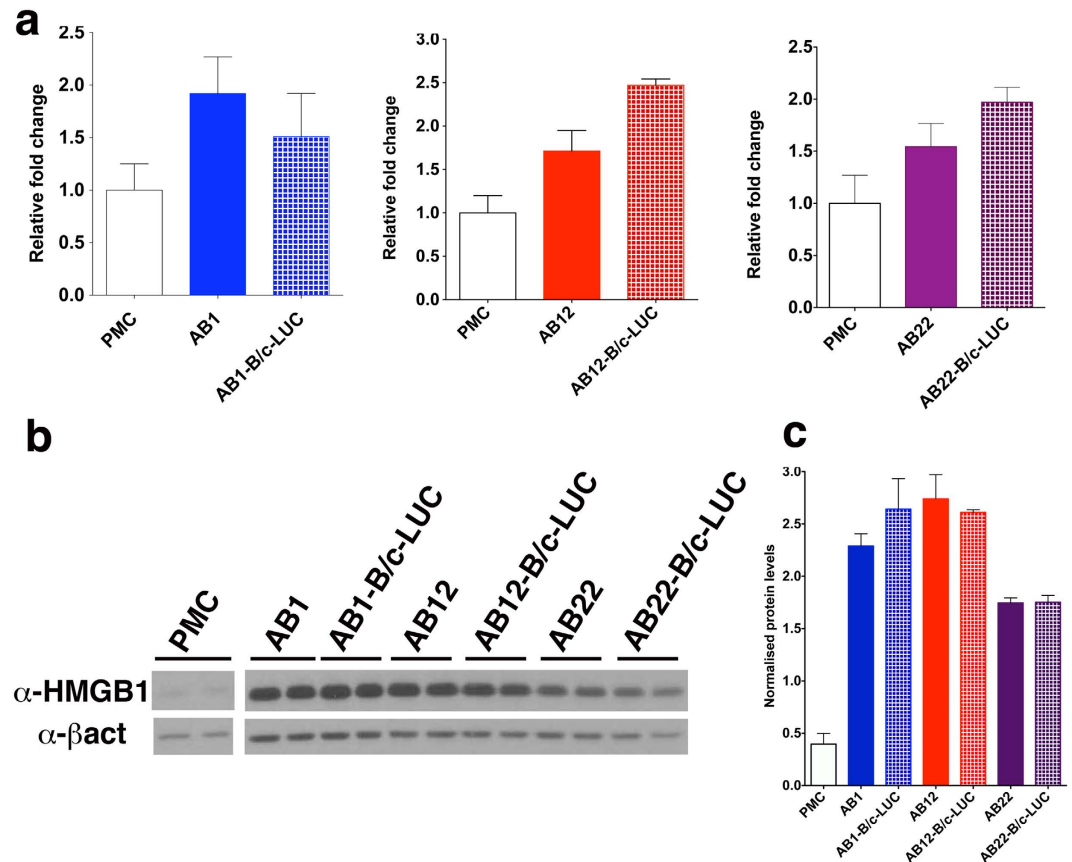 a
Relative fold change
2.5
2.0
1.5
1.0
0.5
0.0
PMC
AB1
AB1-B/c-LUC
Relative fold change
3.0
2.5
2.0
1.5
1.0
0.5
0.0
PMC
AB12
AB12-B/c-LUC
Relative fold change
2.5
2.0
1.5
1.0
0.5
0.0
PMC
AB22
AB22-B/c-LUC
b
PMC
AB1
AB1-B/c-LUC
AB12
AB12-B/c-LUC
AB22
AB22-B/c-LUC
α-HMGB1
α-βact
c
Normalised protein levels
3.0
2.5
2.0
1.5
1.0
0.5
0.0
PMC
AB1
AB1-B/c-LUC
AB12
AB12-B/c-LUC
AB22
AB22-B/c-LUC